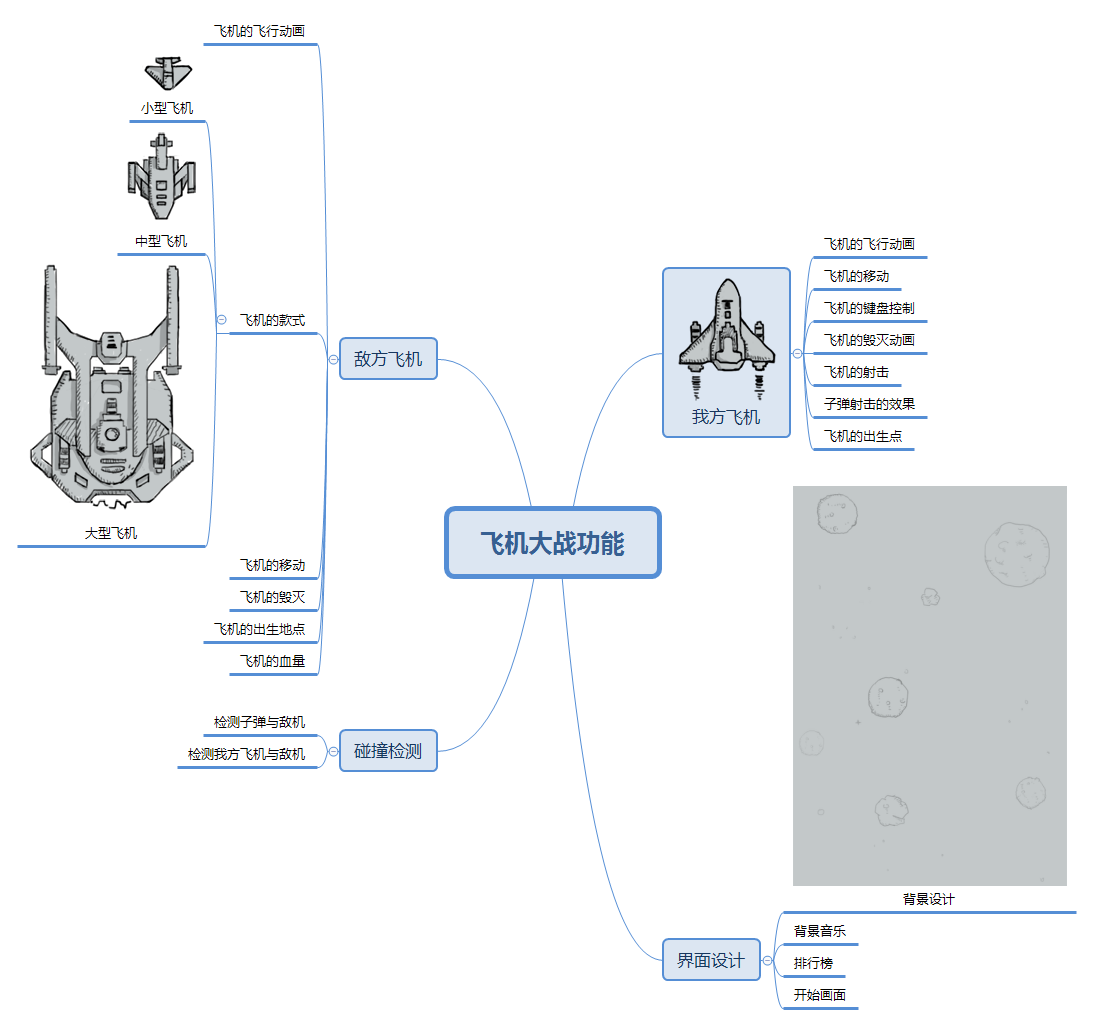 飞机大战功能
我方飞机
飞机的飞行动画
飞机的移动
飞机的键盘控制
飞机的毁灭动画
飞机的射击
子弹射击的效果
飞机的出生点
界面设计
背景设计
背景音乐
排行榜
开始画面
敌方飞机
飞机的飞行动画
飞机的款式
小型飞机
中型飞机
大型飞机
飞机的移动
飞机的毁灭
飞机的出生地点
飞机的血量
碰撞检测
检测子弹与敌机
检测我方飞机与敌机